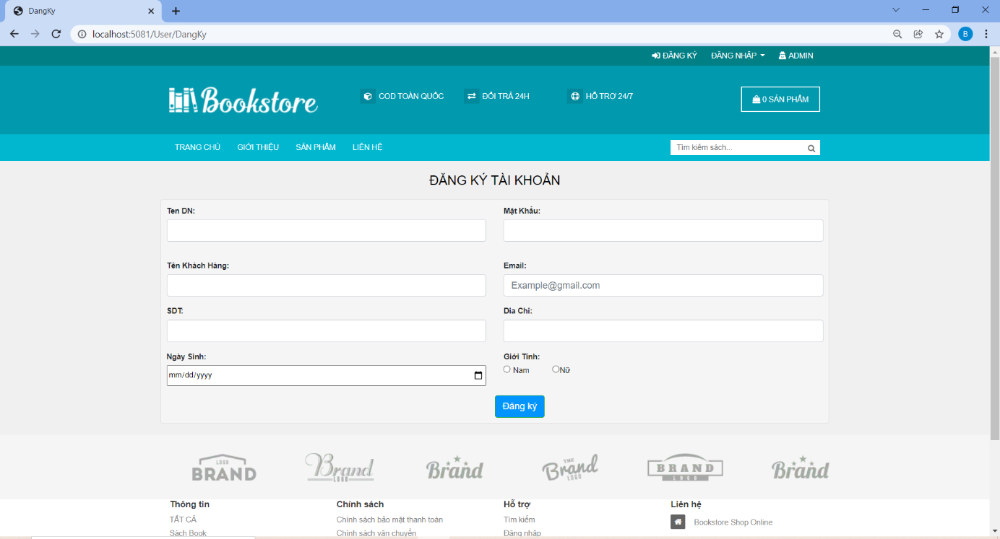 DangKy
localhost:5081/User/DangKy
B
ĐĂNG KÝ ĐĂNG NHẬP ADMIN
Bookstore COD TOÀN QUỐC ĐỔI TRẢ 24H HỖ TRỢ 24/7 0 SẢN PHẨM
TRANG CHỦ GIỚI THIỆU SẢN PHẨM LIÊN HỆ Tìm kiếm sách...
ĐĂNG KÝ TÀI KHOẢN
Ten DN: Mật Khẩu:
Tên Khách Hàng: Email:
Example@gmail.com
SDT: Dia Chi:
Ngày Sinh: Giới Tính:
mm/dd/yyyy Nam Nữ
Đăng ký
LOGO BRAND Brand LOGO Brand THE Brand LOGO BRAND LOGO Brand
Thông tin Chính sách Hỗ trợ Liên hệ
TẤT CẢ Chính sách bảo mật thanh toán Tìm kiếm Bookstore Shop Online
Sách Book Chính sách vận chuyển Đăng nhập